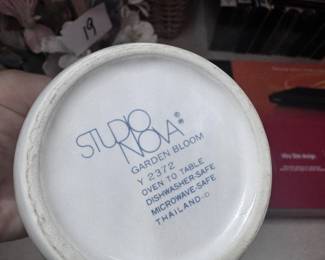 19
STUDIO
NOVA®
GARDEN BLOOM
Y 2372
OVEN TO TABLE
DISHWASHER-SAFE
MICROWAVE-SAFE
THAILAND